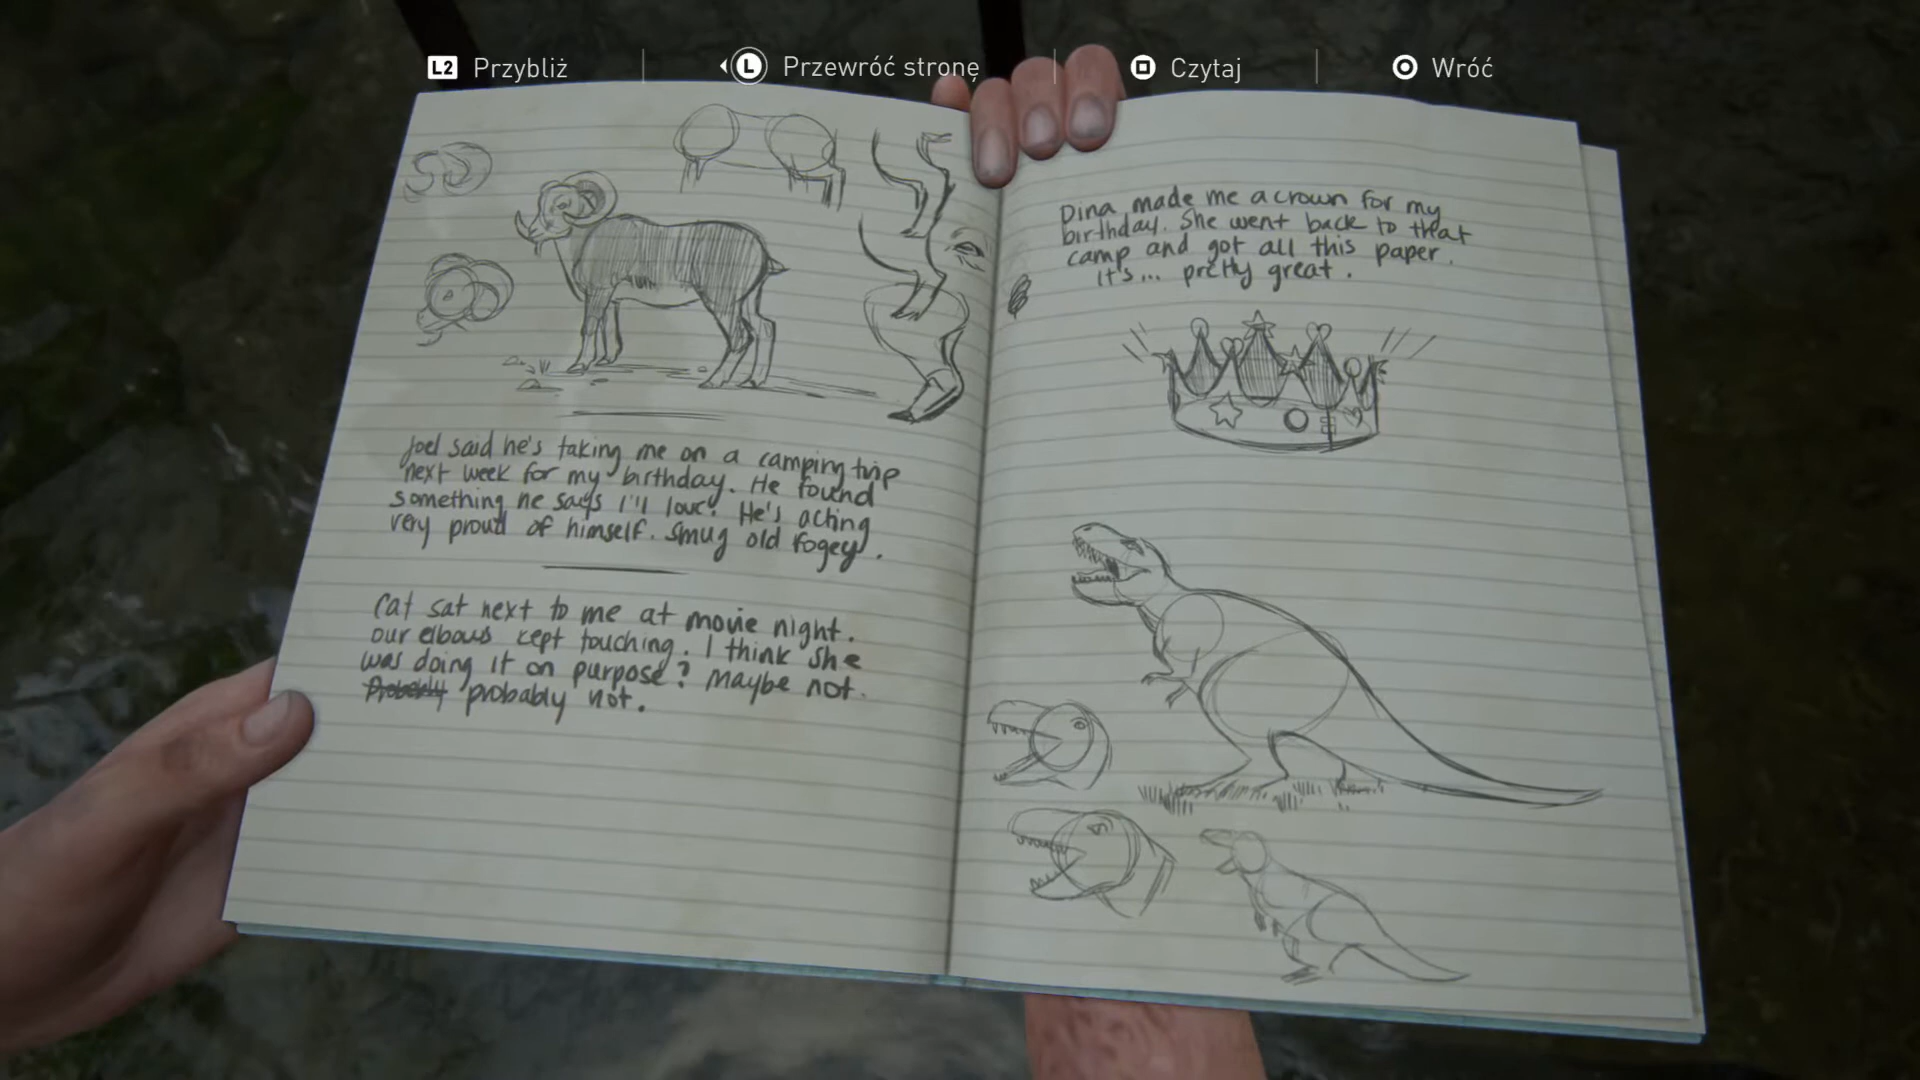 L2 Przybliż
L Przewróć stronę
Czytaj
Wróć
Joel said he's taking me on a camping trip
next week for my birthday. He found
something he says I'll love. He's acting
very proud of himself. Smug old fogey.
Cat sat next to me at movie night.
our elbows kept touching. I think she
was doing it on purpose? Maybe not.
Probably probably not.
Dina made me a crown for my
birthday. She went back to that
camp and got all this paper.
It's... pretty great.